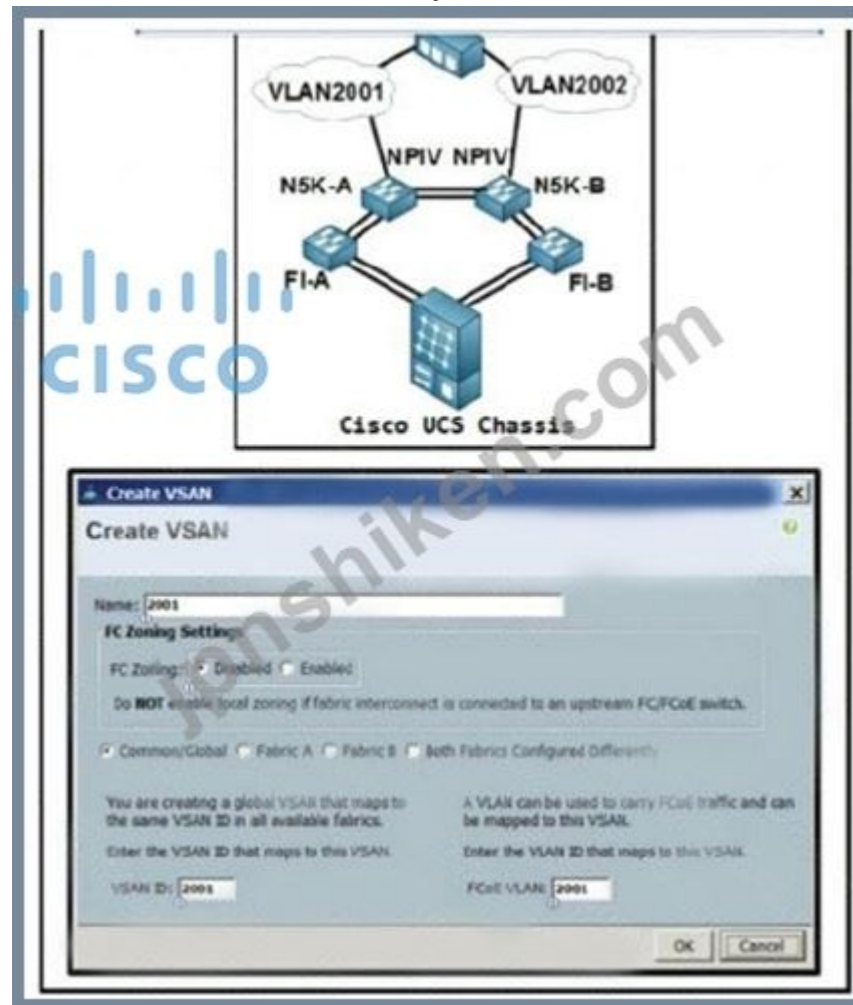 VLAN2001 VLAN2002
NPIV NPIV
N5K-A N5K-B
FI-A FI-B
CISCO
Cisco UCS Chassis
jpnshiken.com
Create VSAN
Create VSAN
Name: 2001
FC Zoning Settings
FC Zoning: Disabled Enabled
Do NOT enable local zoning if fabric interconnect is connected to an upstream FC/FCoE switch.
Common/Global Fabric A Fabric B Both Fabrics Configured Differently
You are creating a global VSAN that maps to
the same VSAN ID in all available fabrics.
Enter the VSAN ID that maps to this VSAN.
VSAN ID: 2001
A VLAN can be used to carry FCoE traffic and can
be mapped to this VSAN.
Enter the VLAN ID that maps to this VSAN.
FCoE VLAN: 2001
OK Cancel